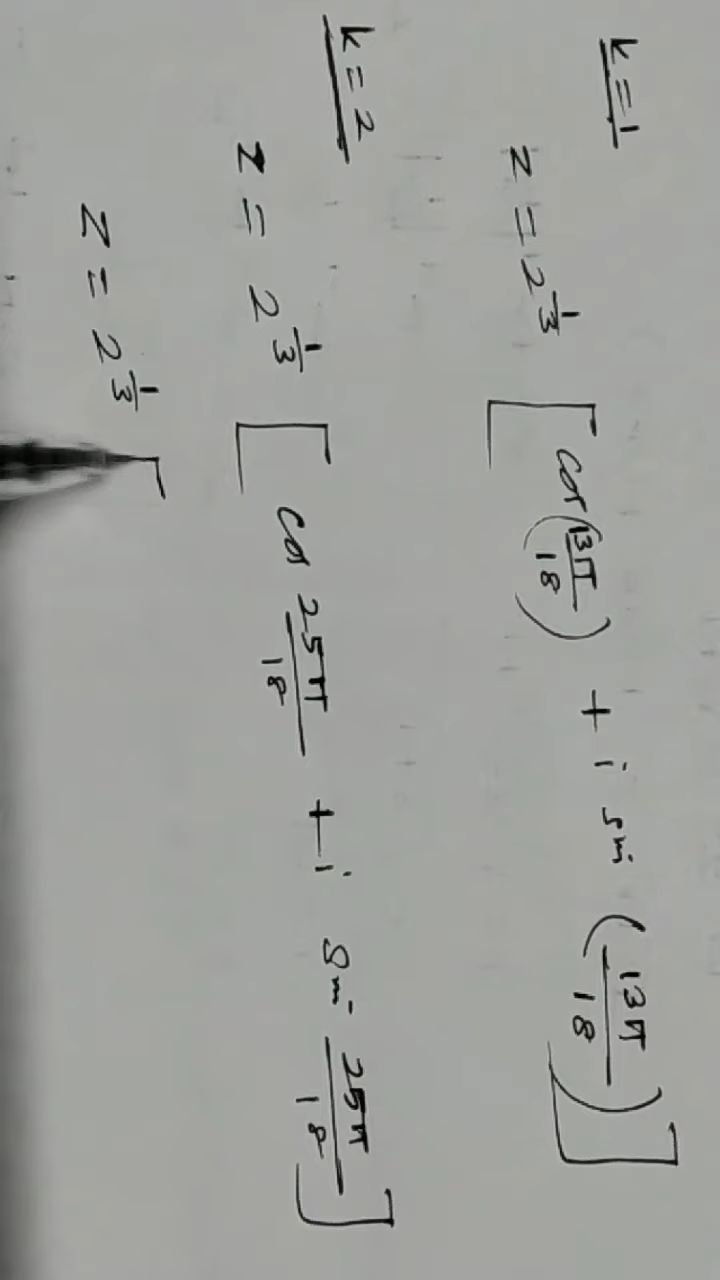 k=1
z = 2^{1/3} [cos(13π/18) + i sin(13π/18)]
k=2
z = 2^{1/3} [cos 25π/18 + i sin 25π/18]
z = 2^{1/3} [